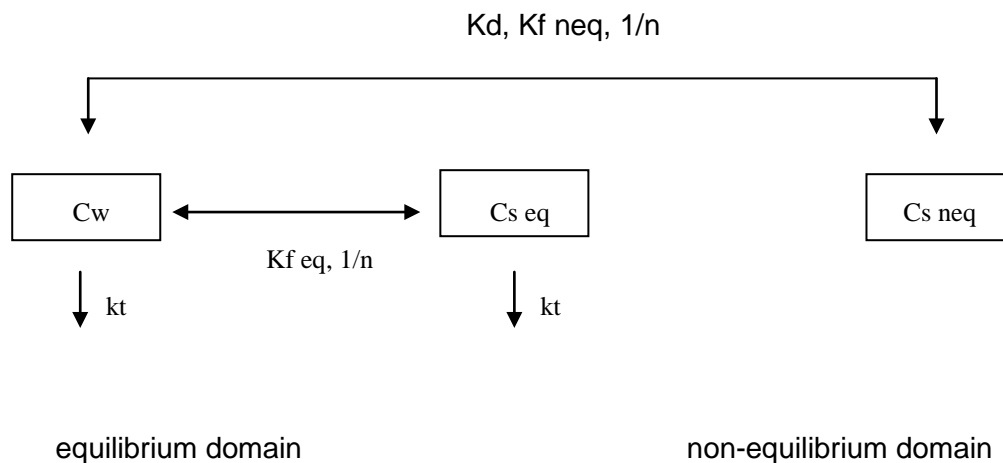 Kd, Kf neq, 1/n
Cw
Cs eq
Cs neq
Kf eq, 1/n
kt
kt
equilibrium domain
non-equilibrium domain